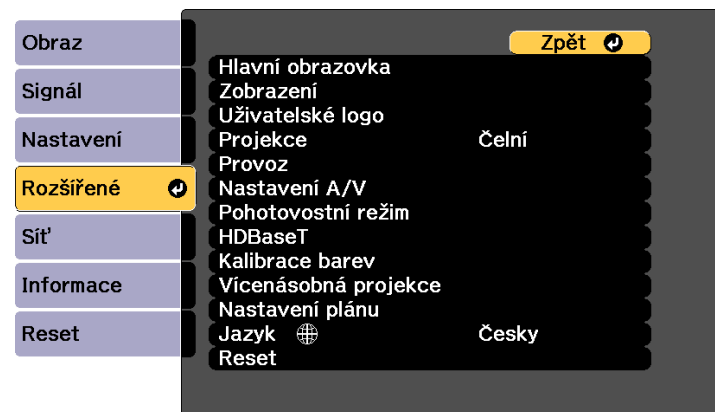 Obraz
Signál
Nastavení
Rozšířené
Síť
Informace
Reset
Zpět
Hlavní obrazovka
Zobrazení
Uživatelské logo
Projekce Čelní
Provoz
Nastavení A/V
Pohotovostní režim
HDBaseT
Kalibrace barev
Vícenásobná projekce
Nastavení plánu
Jazyk Česky
Reset